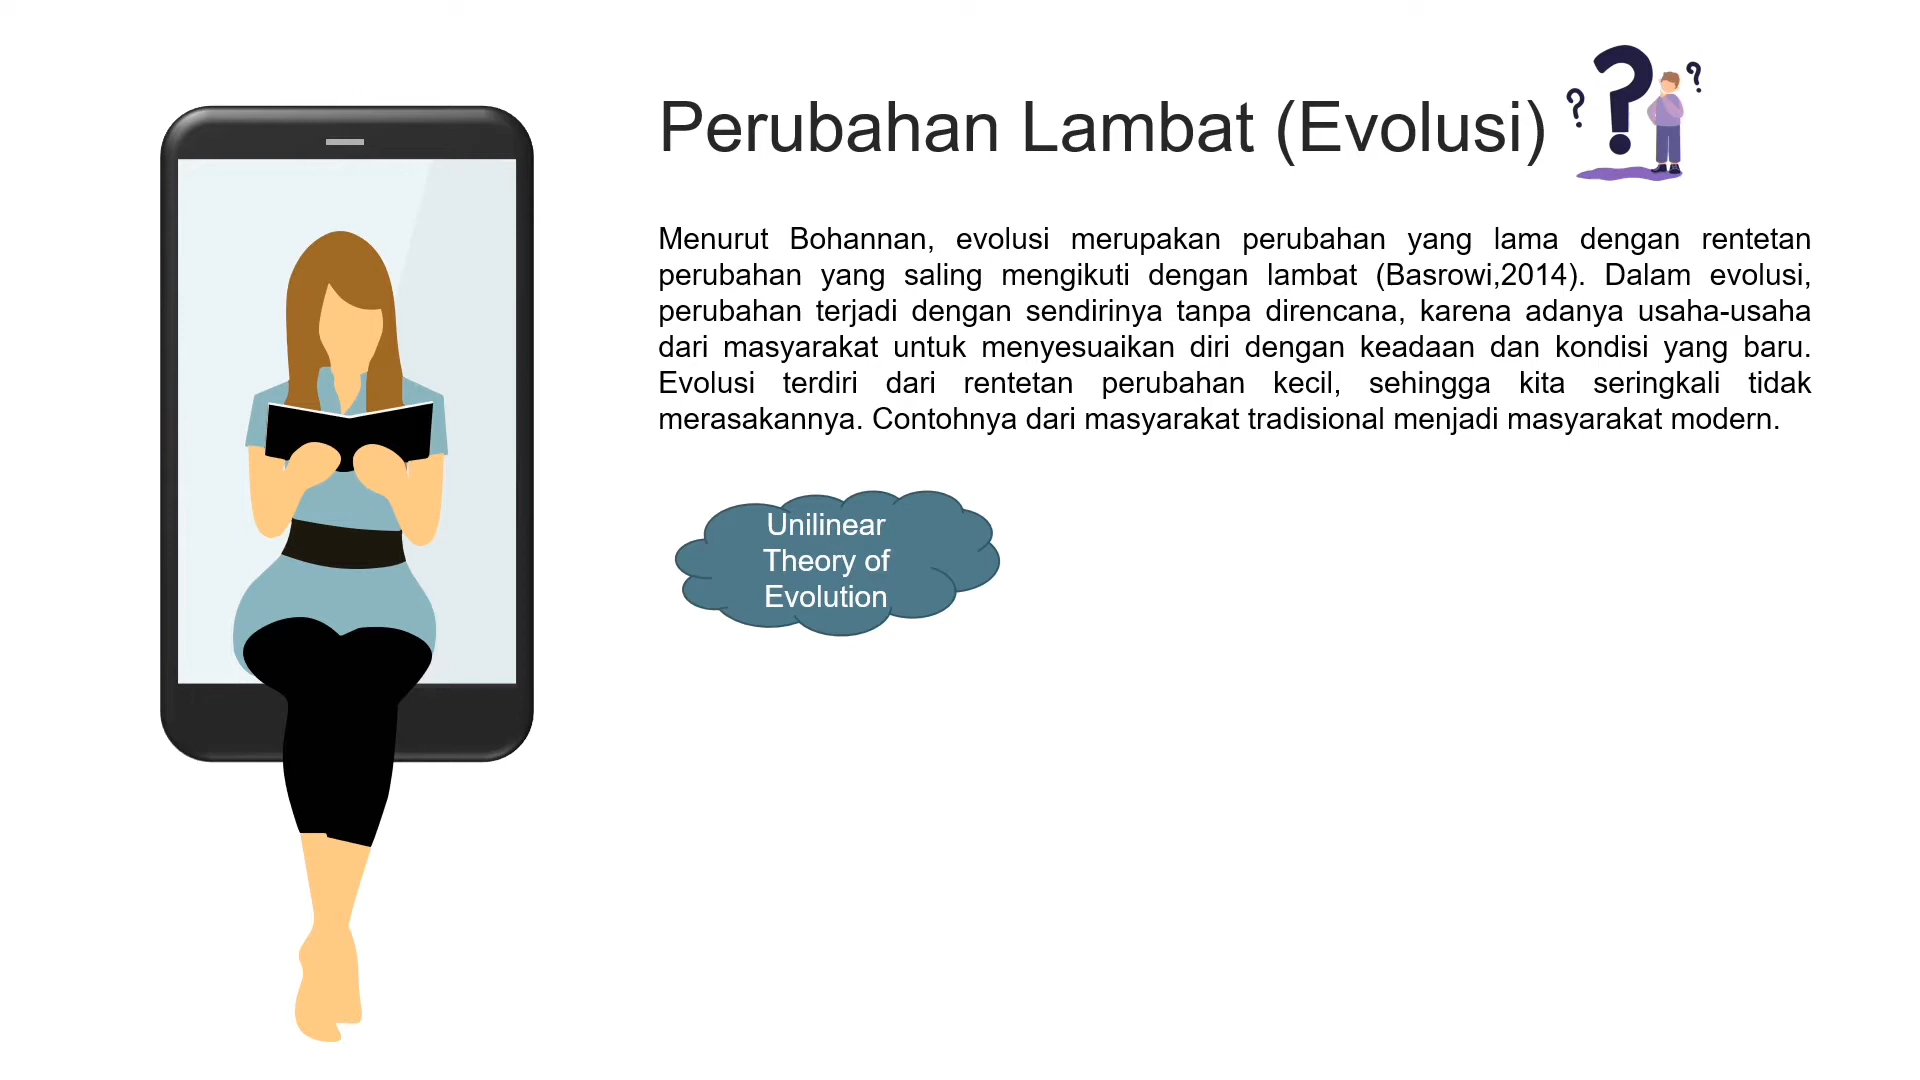 Perubahan Lambat (Evolusi)
Menurut Bohannan, evolusi merupakan perubahan yang lama dengan rentetan
perubahan yang saling mengikuti dengan lambat (Basrowi,2014). Dalam evolusi,
perubahan terjadi dengan sendirinya tanpa direncana, karena adanya usaha-usaha
dari masyarakat untuk menyesuaikan diri dengan keadaan dan kondisi yang baru.
Evolusi terdiri dari rentetan perubahan kecil, sehingga kita seringkali tidak
merasakannya. Contohnya dari masyarakat tradisional menjadi masyarakat modern.
Unilinear
Theory of
Evolution